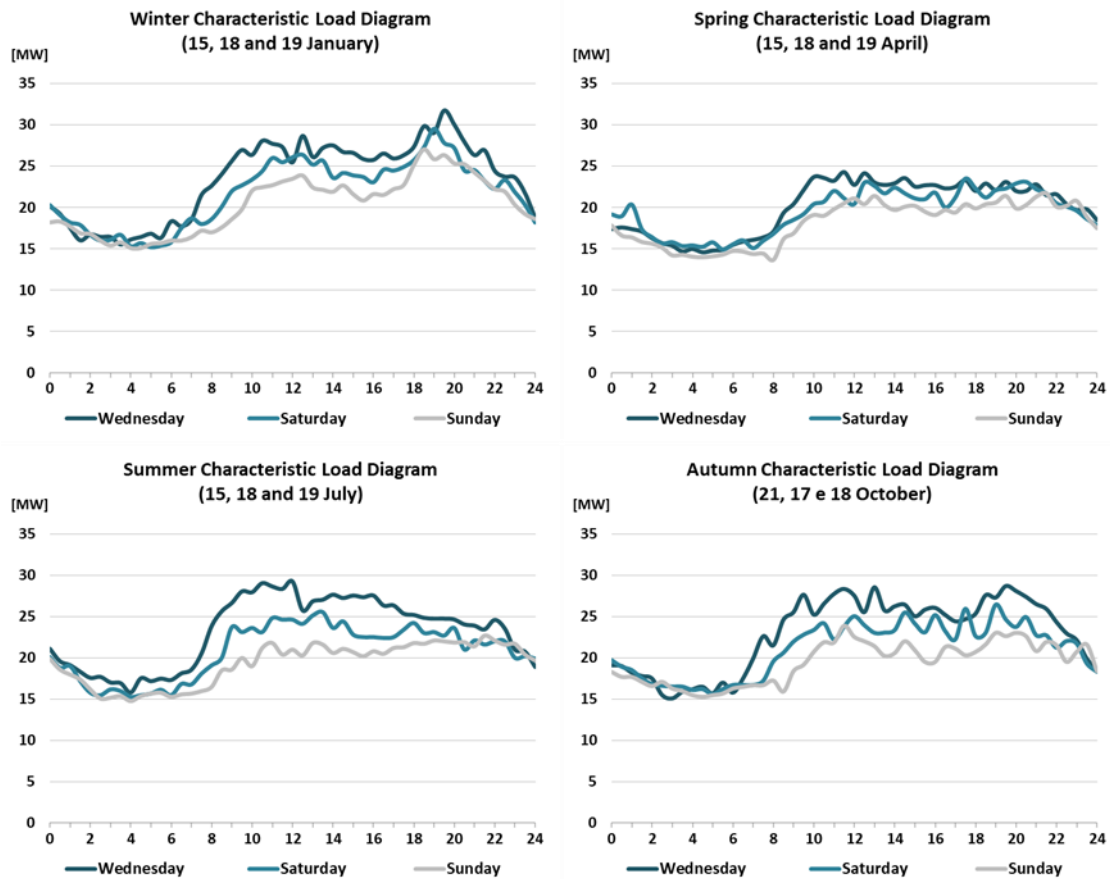 Winter Characteristic Load Diagram
(15, 18 and 19 January)
[MW]
35
30
25
20
15
10
5
0
0 2 4 6 8 10 12 14 16 18 20 22 24
Wednesday Saturday Sunday
Spring Characteristic Load Diagram
(15, 18 and 19 April)
[MW]
35
30
25
20
15
10
5
0
0 2 4 6 8 10 12 14 16 18 20 22 24
Wednesday Saturday Sunday
Summer Characteristic Load Diagram
(15, 18 and 19 July)
[MW]
35
30
25
20
15
10
5
0
0 2 4 6 8 10 12 14 16 18 20 22 24
Wednesday Saturday Sunday
Autumn Characteristic Load Diagram
(21, 17 e 18 October)
[MW]
35
30
25
20
15
10
5
0
0 2 4 6 8 10 12 14 16 18 20 22 24
Wednesday Saturday Sunday